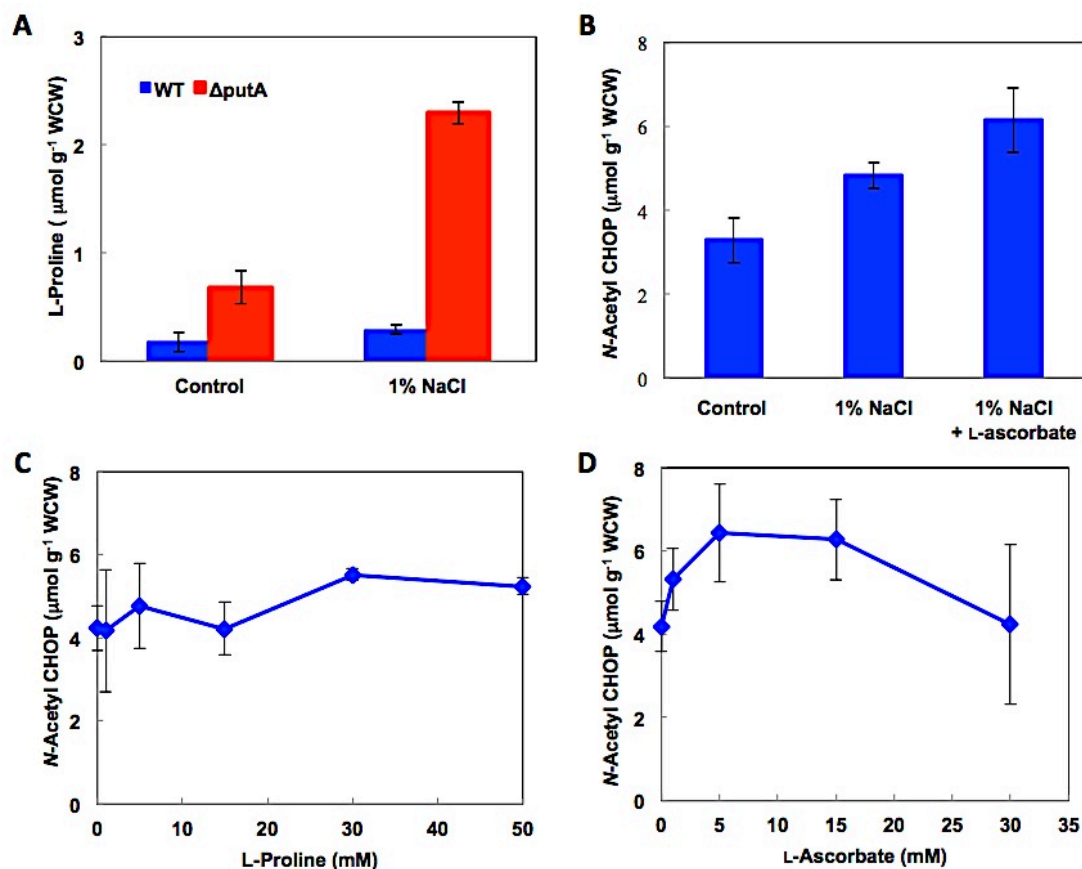 A
L-Proline ( μmol g⁻¹ WCW)
3
2
1
0
WT ΔputA
Control 1% NaCl
B
N-Acetyl CHOP (μmol g⁻¹ WCW)
8
6
4
2
0
Control 1% NaCl 1% NaCl
+ L-ascorbate
C
N-Acetyl CHOP (μmol g⁻¹ WCW)
8
6
4
2
0
0 10 20 30 40 50
L-Proline (mM)
D
N-Acetyl CHOP (μmol g⁻¹ WCW)
8
6
4
2
0
0 5 10 15 20 25 30 35
L-Ascorbate (mM)